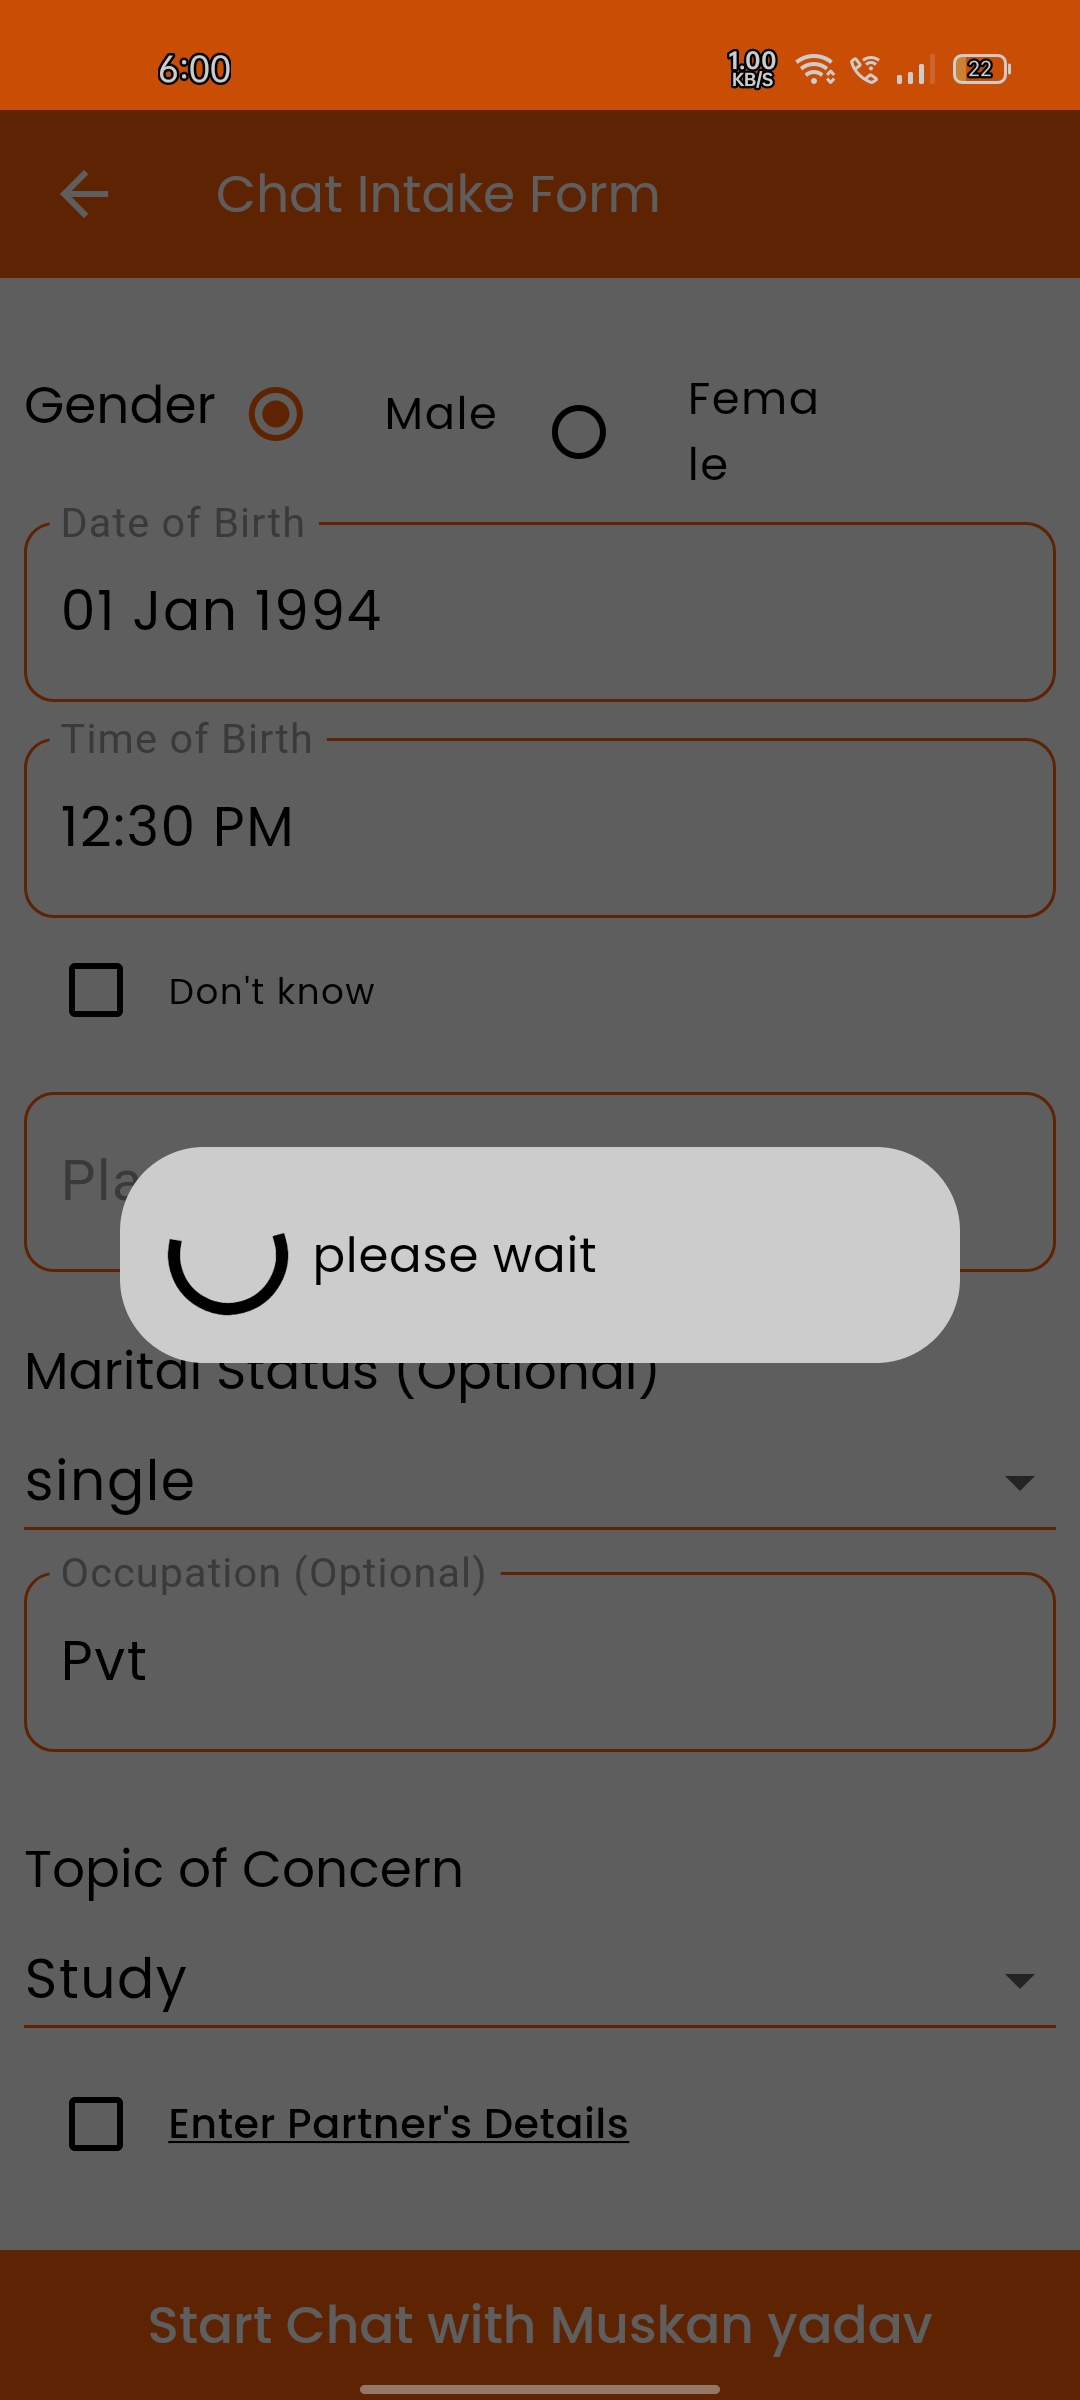 6:00
1.00
KB/S
22
Chat Intake Form
Gender
Male
Fema
le
Date of Birth
01 Jan 1994
Time of Birth
12:30 PM
Don't know
Pla
please wait
Marital Status (Optional)
single
Occupation (Optional)
Pvt
Topic of Concern
Study
Enter Partner's Details
Start Chat with Muskan yadav